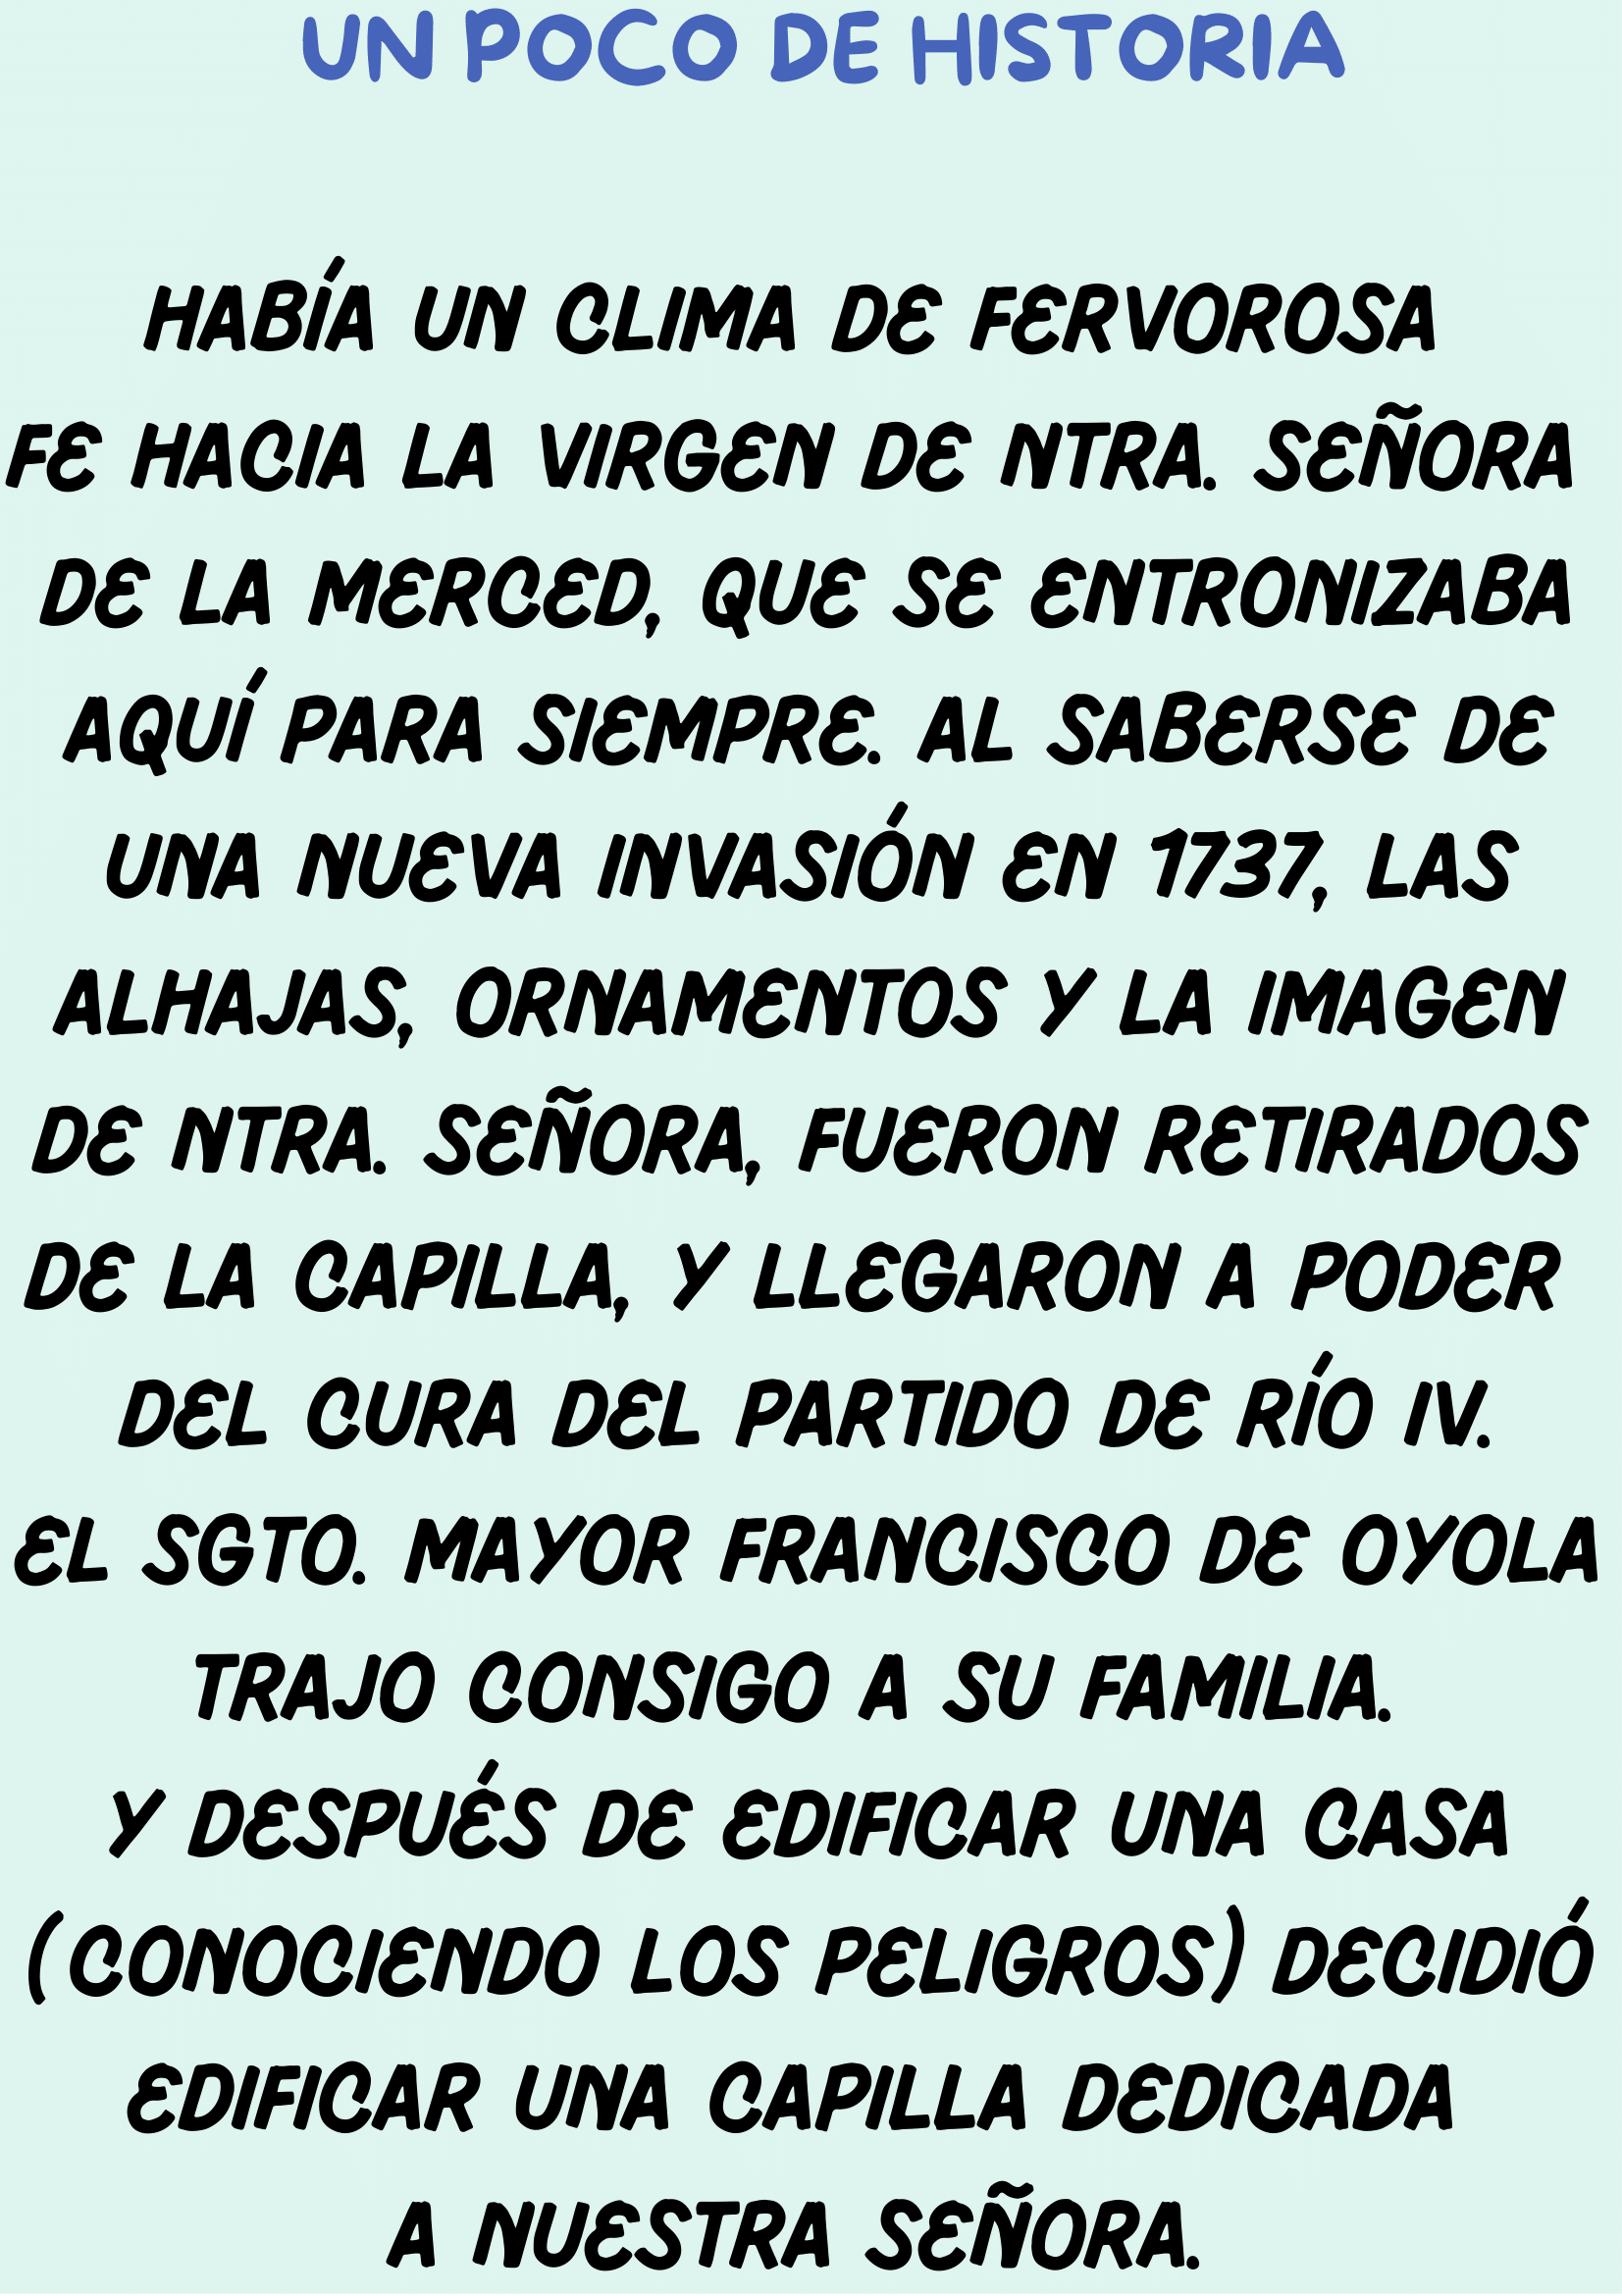 UN POCO DE HISTORIA
HABÍA UN CLIMA DE FERVOROSA
FE HACIA LA VIRGEN DE NTRA. SEÑORA
DE LA MERCED, QUE SE ENTRONIZABA
AQUÍ PARA SIEMPRE. AL SABERSE DE
UNA NUEVA INVASIÓN EN 1737, LAS
ALHAJAS, ORNAMENTOS Y LA IMAGEN
DE NTRA. SEÑORA, FUERON RETIRADOS
DE LA CAPILLA, Y LLEGARON A PODER
DEL CURA DEL PARTIDO DE RÍO IV.
EL SGTO. MAYOR FRANCISCO DE OYOLA
TRAJO CONSIGO A SU FAMILIA.
Y DESPUÉS DE EDIFICAR UNA CASA
(CONOCIENDO LOS PELIGROS) DECIDIÓ
EDIFICAR UNA CAPILLA DEDICADA
A NUESTRA SEÑORA.